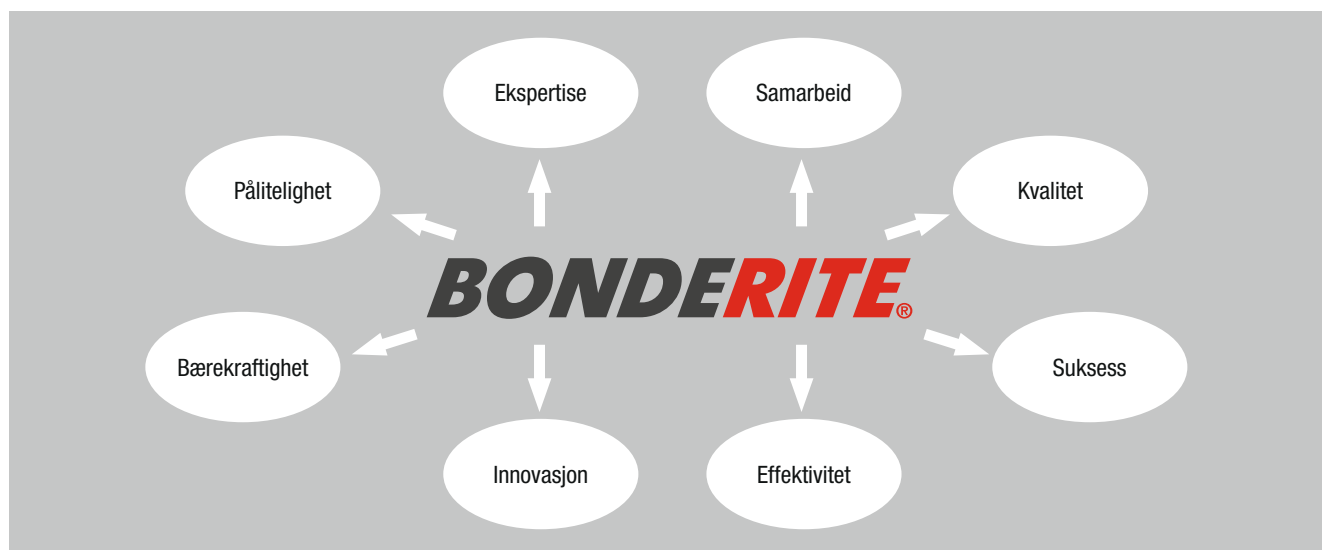 Ekspertise
Samarbeid
Pålitelighet
Kvalitet
BONDERITE®
Bærekraftighet
Suksess
Innovasjon
Effektivitet